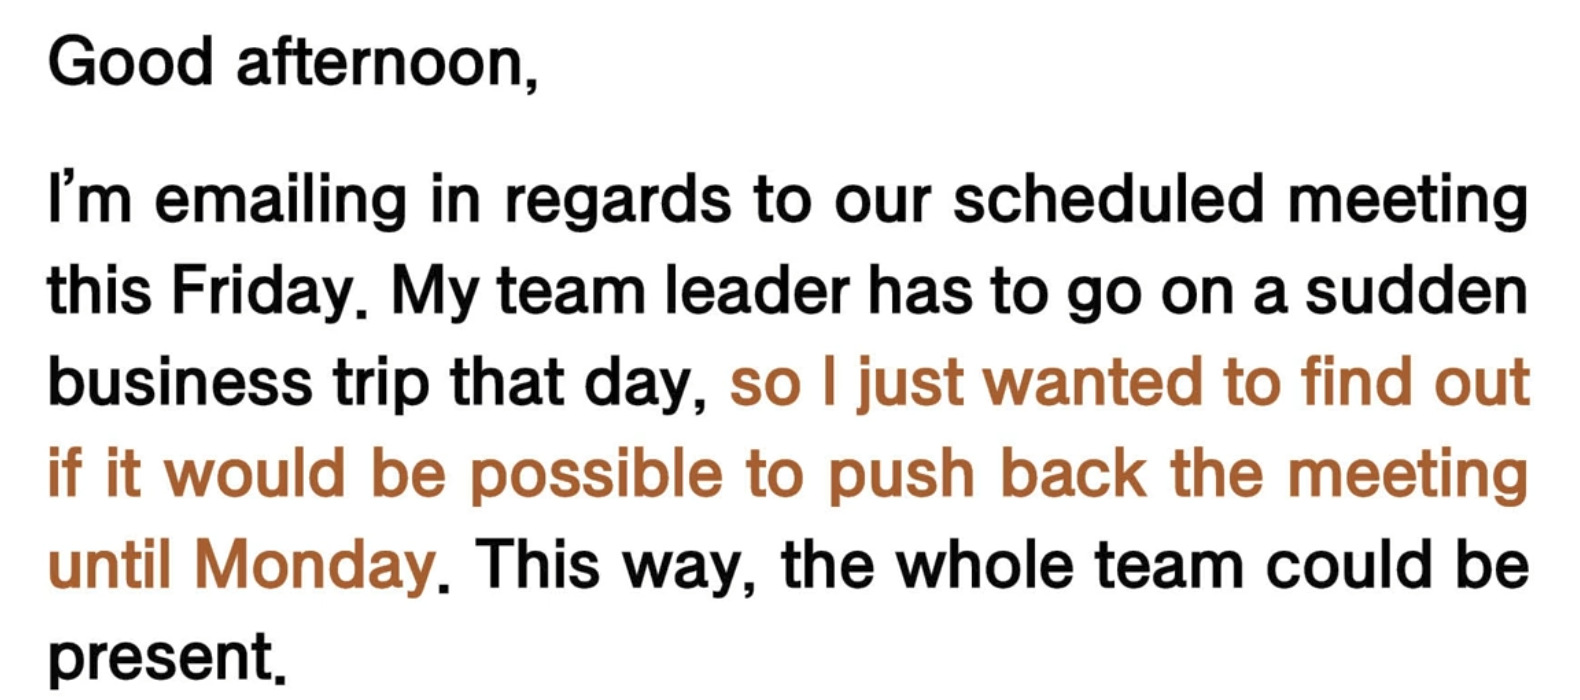 Good afternoon,
I'm emailing in regards to our scheduled meeting
this Friday. My team leader has to go on a sudden
business trip that day, so I just wanted to find out
if it would be possible to push back the meeting
until Monday. This way, the whole team could be
present.